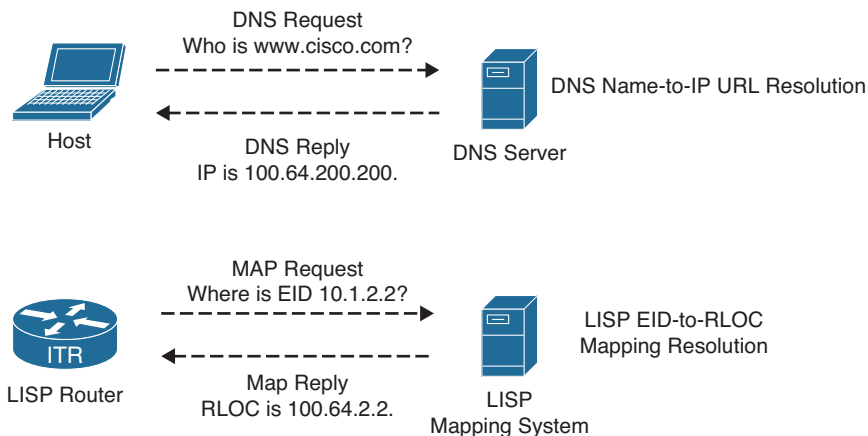 DNS Request
Who is www.cisco.com?
DNS Name-to-IP URL Resolution
Host
DNS Reply
IP is 100.64.200.200.
DNS Server
MAP Request
Where is EID 10.1.2.2?
LISP EID-to-RLOC
Mapping Resolution
ITR
LISP Router
Map Reply
RLOC is 100.64.2.2.
LISP
Mapping System